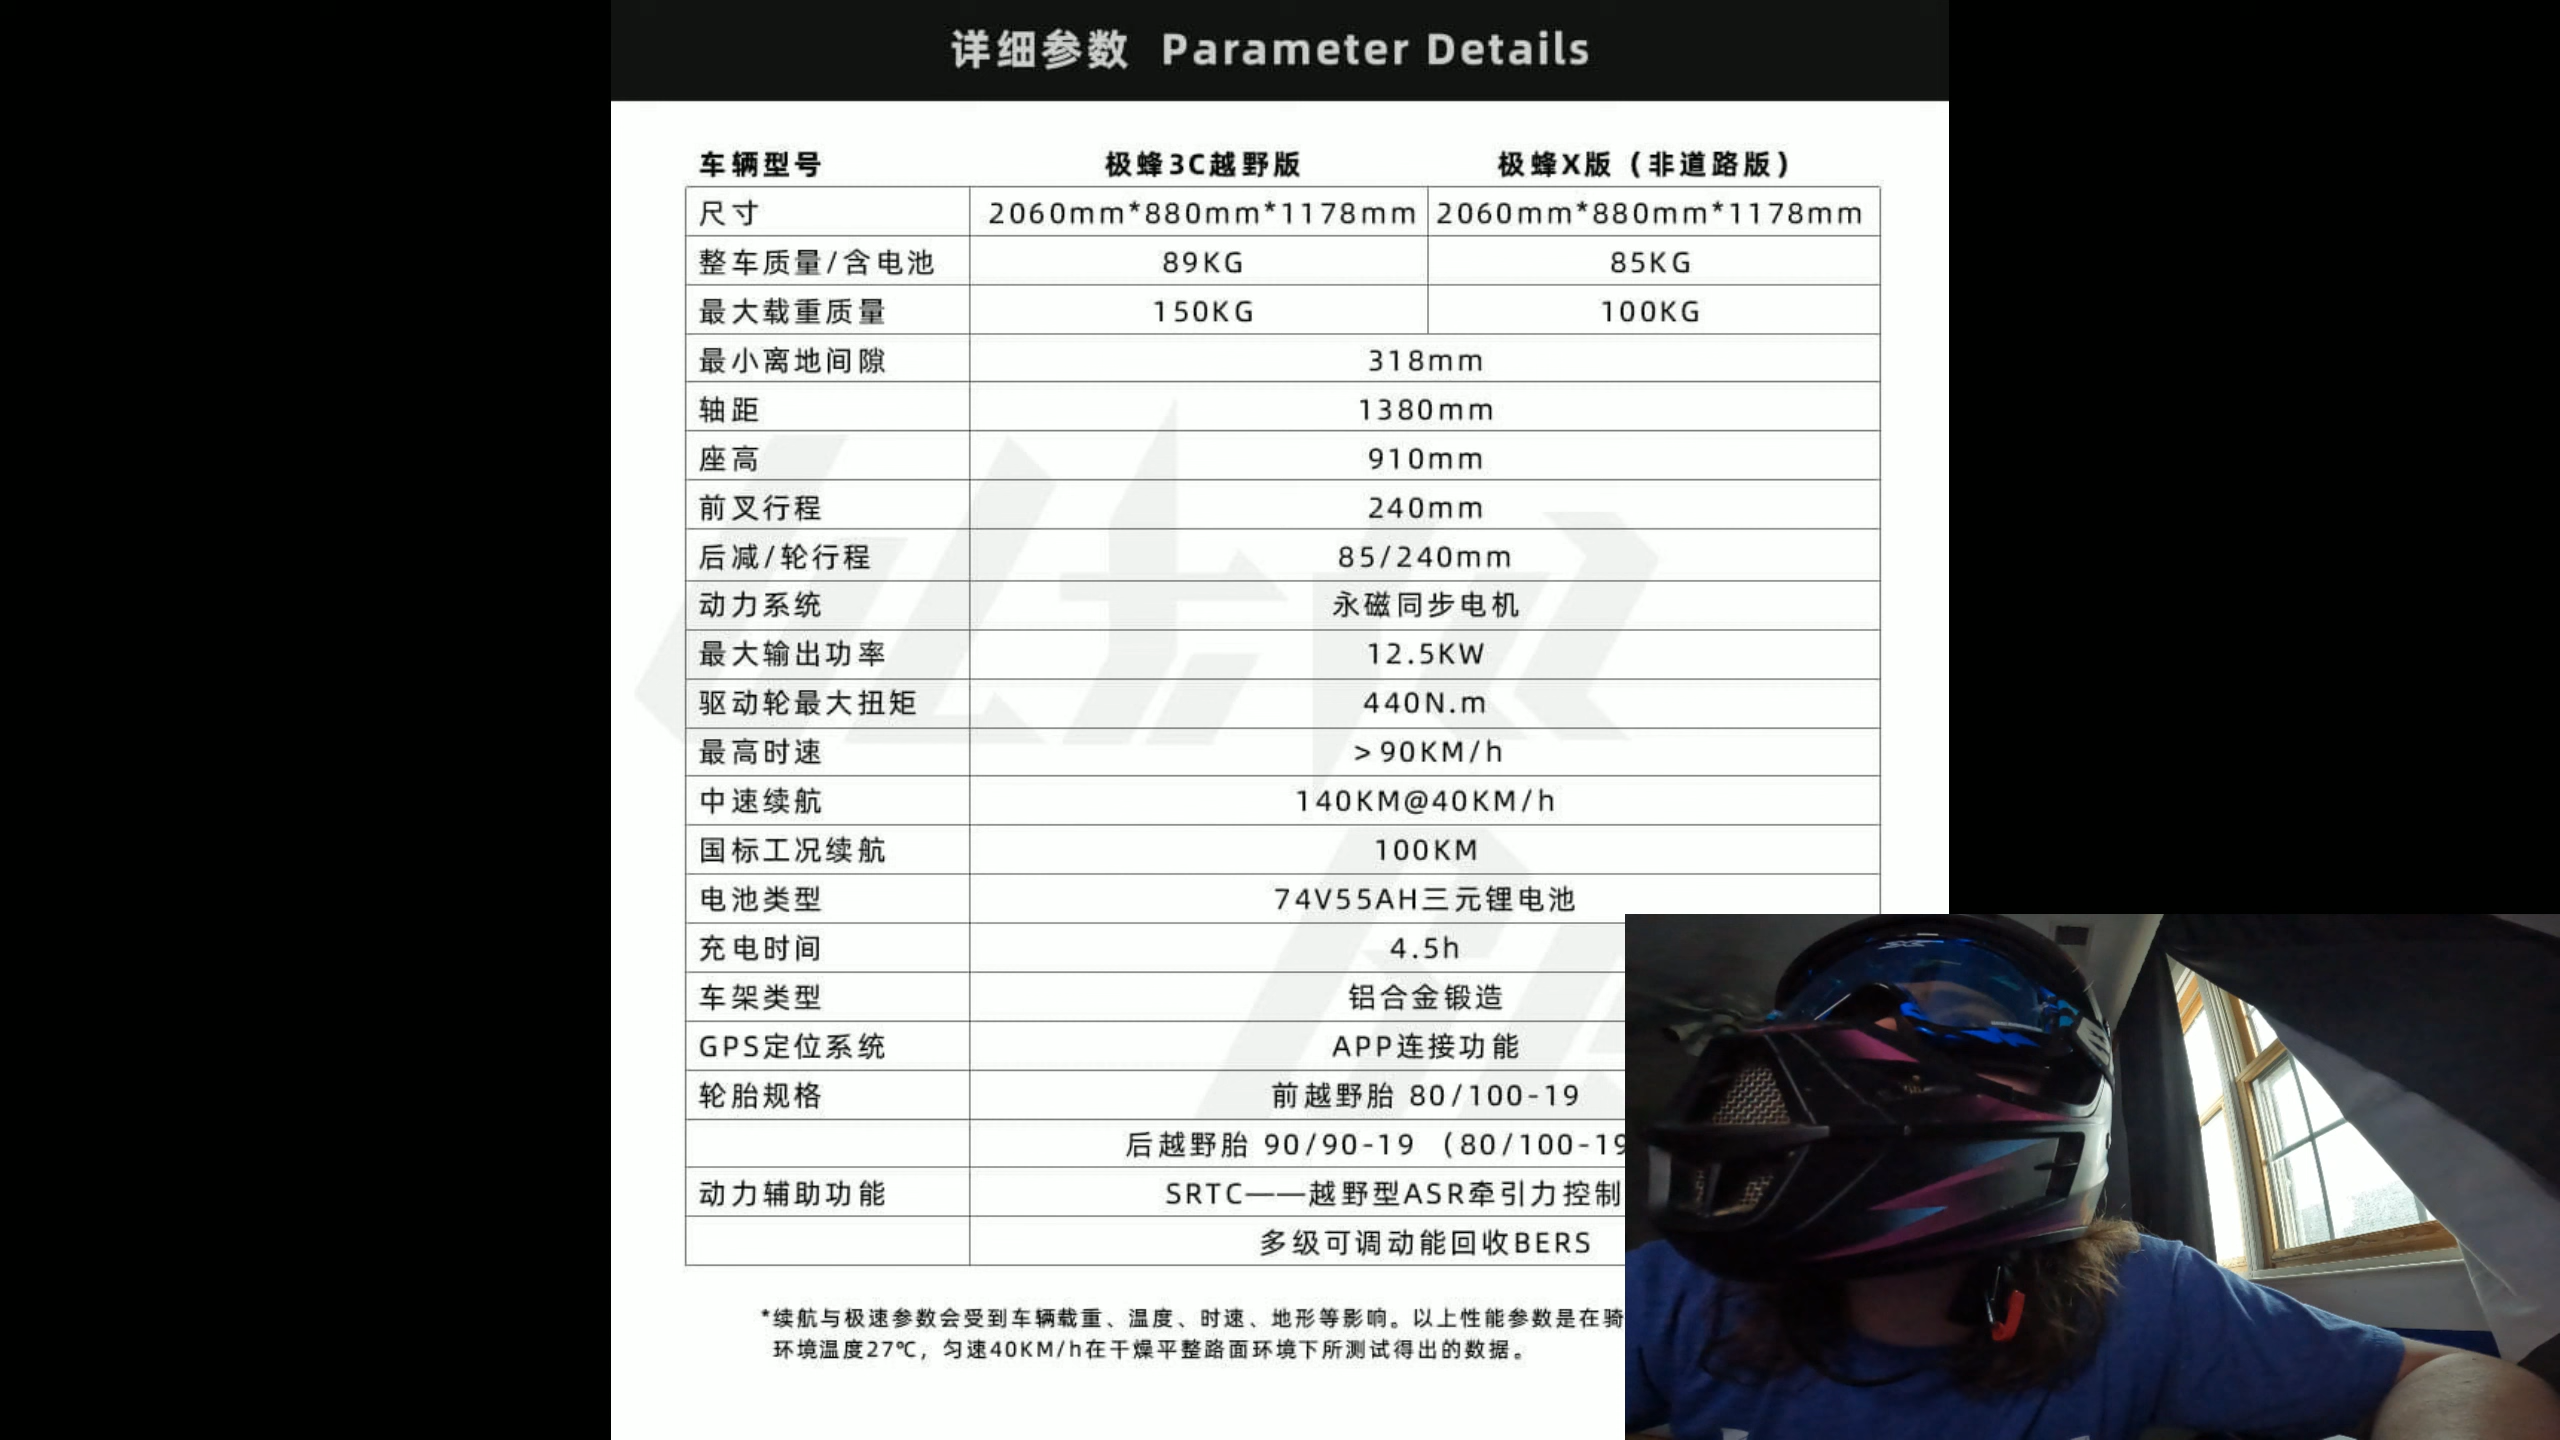 详细参数 Parameter Details
车辆型号 极蜂3C越野版 极蜂X版（非道路版）
尺寸 2060mm*880mm*1178mm 2060mm*880mm*1178mm
整车质量/含电池 89KG 85KG
最大载重质量 150KG 100KG
最小离地间隙 318mm
轴距 1380mm
座高 910mm
前叉行程 240mm
后减/轮行程 85/240mm
动力系统 永磁同步电机
最大输出功率 12.5KW
驱动轮最大扭矩 440N.m
最高时速 >90KM/h
中速续航 140KM@40KM/h
国标工况续航 100KM
电池类型 74V55AH三元锂电池
充电时间 4.5h
车架类型 铝合金锻造
GPS定位系统 APP连接功能
轮胎规格 前越野胎 80/100-19
后越野胎 90/90-19 （80/100-19
动力辅助功能 SRTC——越野型ASR牵引力控制
多级可调动能回收BERS
*续航与极速参数会受到车辆载重、温度、时速、地形等影响。以上性能参数是在骑
环境温度27℃，匀速40KM/h在干燥平整路面环境下所测试得出的数据。